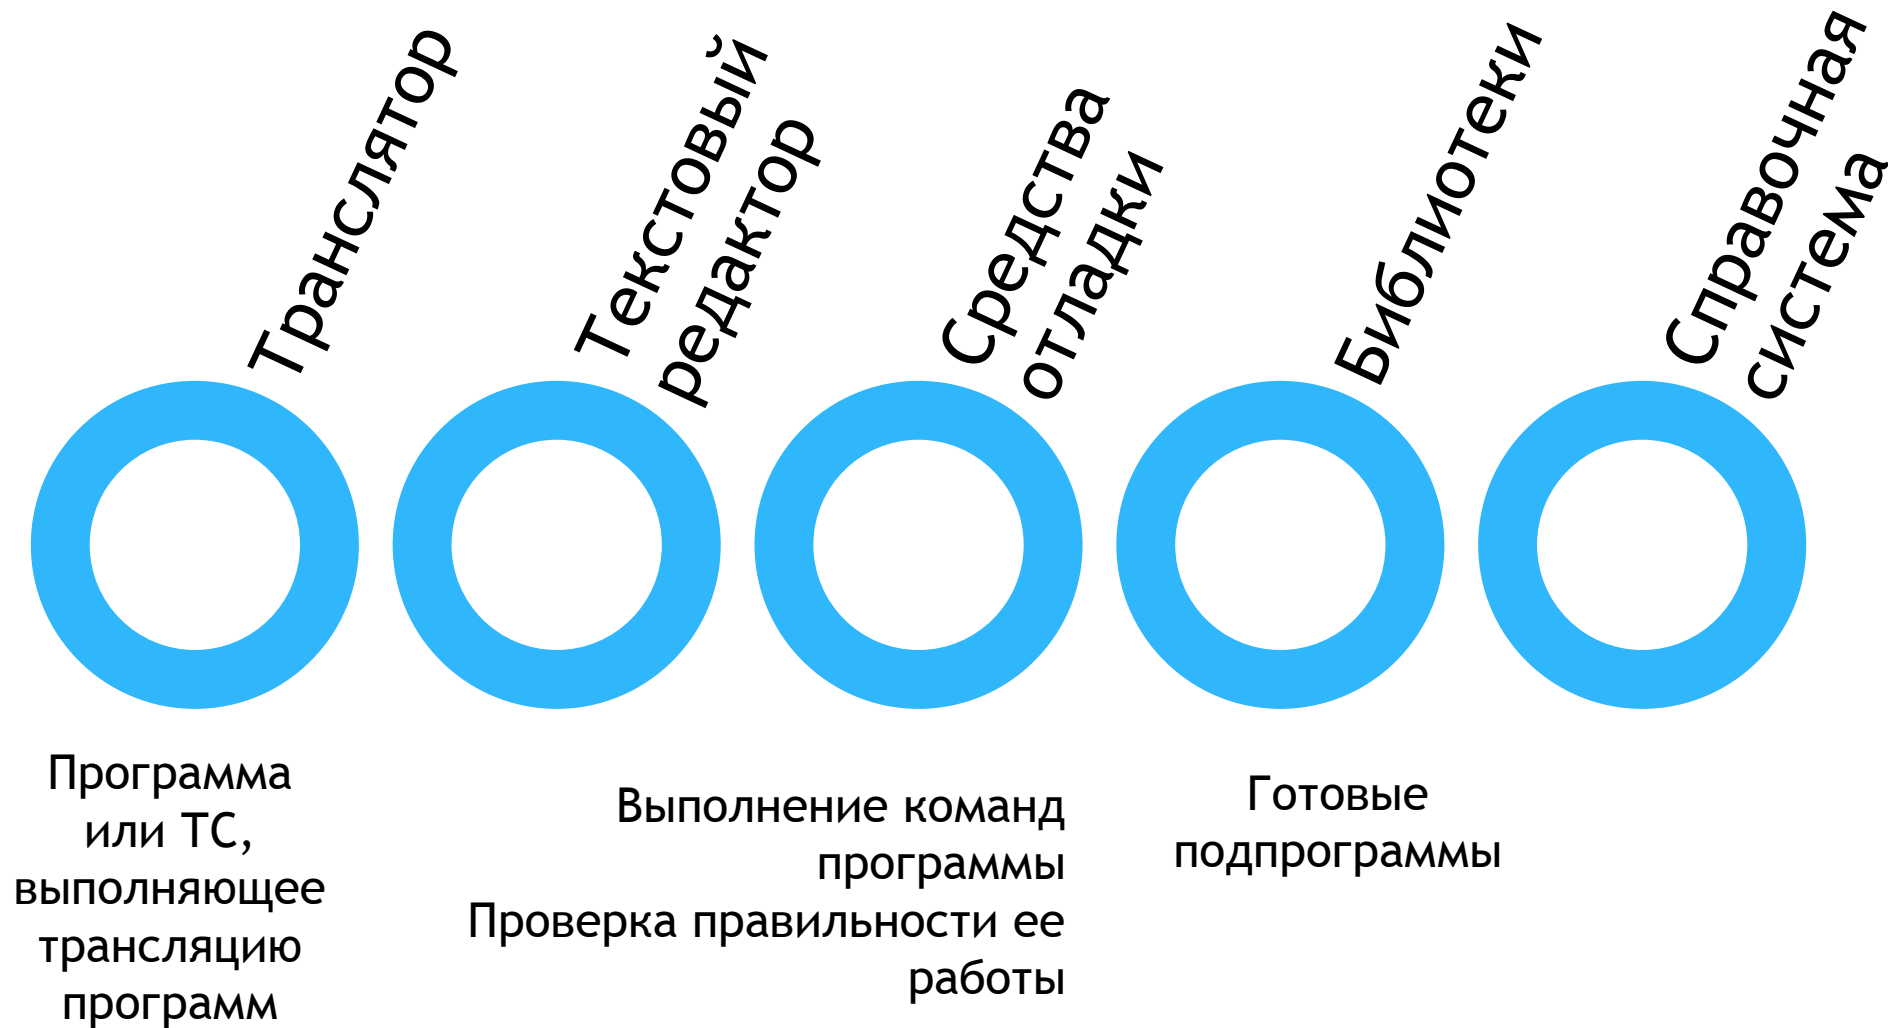 Транслятор
Текстовый
редактор
Средства
отладки
Библиотеки
Справочная
система
Программа
или ТС,
выполняющее
трансляцию
программ
Выполнение команд
программы
Проверка правильности ее
работы
Готовые
подпрограммы